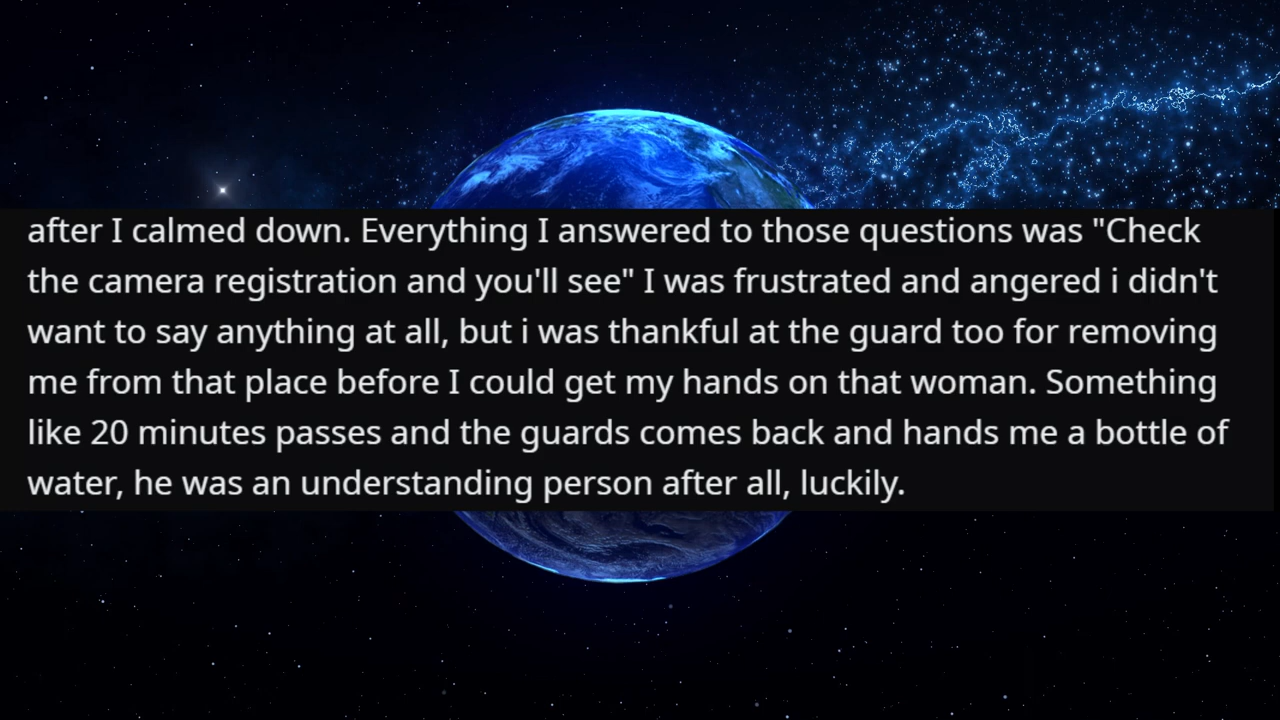 after I calmed down. Everything I answered to those questions was "Check
the camera registration and you'll see" I was frustrated and angered i didn't
want to say anything at all, but i was thankful at the guard too for removing
me from that place before I could get my hands on that woman. Something
like 20 minutes passes and the guards comes back and hands me a bottle of
water, he was an understanding person after all, luckily.